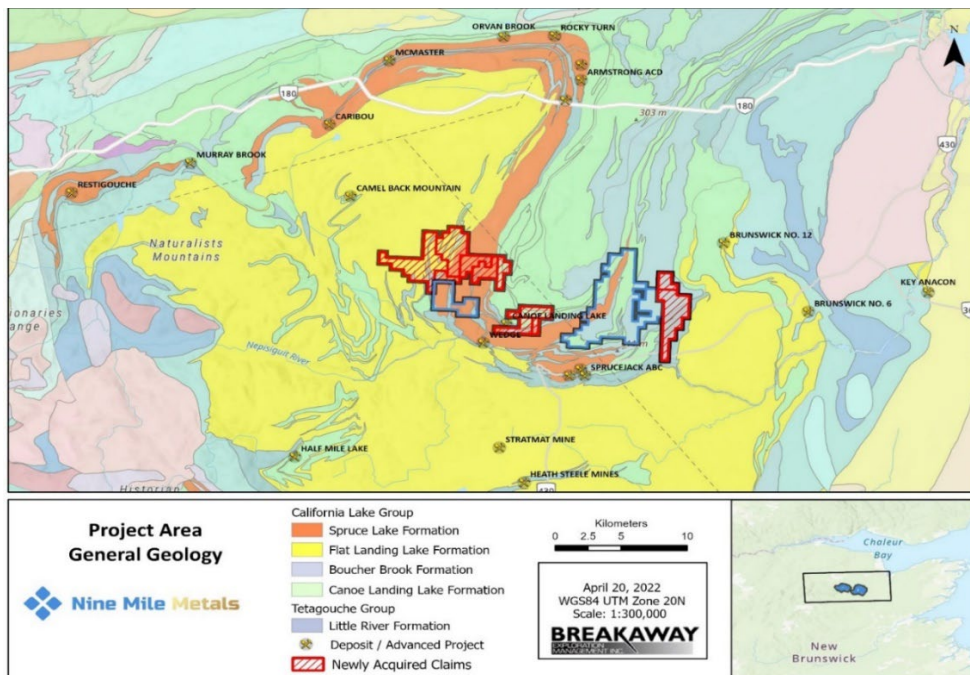 ORVAN BROOK
ROCKY TURN
N
MCMASTER
ARMSTRONG ACD
180
180
303 m
CARIBOU
430
MURRAY BROOK
RESTIGOUCHE
CAMEL BACK MOUNTAIN
Naturalists
Mountains
BRUNSWICK NO. 12
KEY ANACON
BRUNSWICK NO. 6
CANOE LANDING LAKE
WEDGE
Nepisiguit River
SPRUCEJACK ABC
STRATMAT MINE
HALF MILE LAKE
HEATH STEELE MINES
430
Historian
Project Area
General Geology
Nine Mile Metals
California Lake Group
Spruce Lake Formation
Flat Landing Lake Formation
Boucher Brook Formation
Canoe Landing Lake Formation
Tetagouche Group
Little River Formation
Deposit / Advanced Project
Newly Acquired Claims
Kilometers
0 2.5 5 10
April 20, 2022
WGS84 UTM Zone 20N
Scale: 1:300,000
BREAKAWAY
EXPLORATION
MANAGEMENT INC.
Chaleur
Bay
New
Brunswick